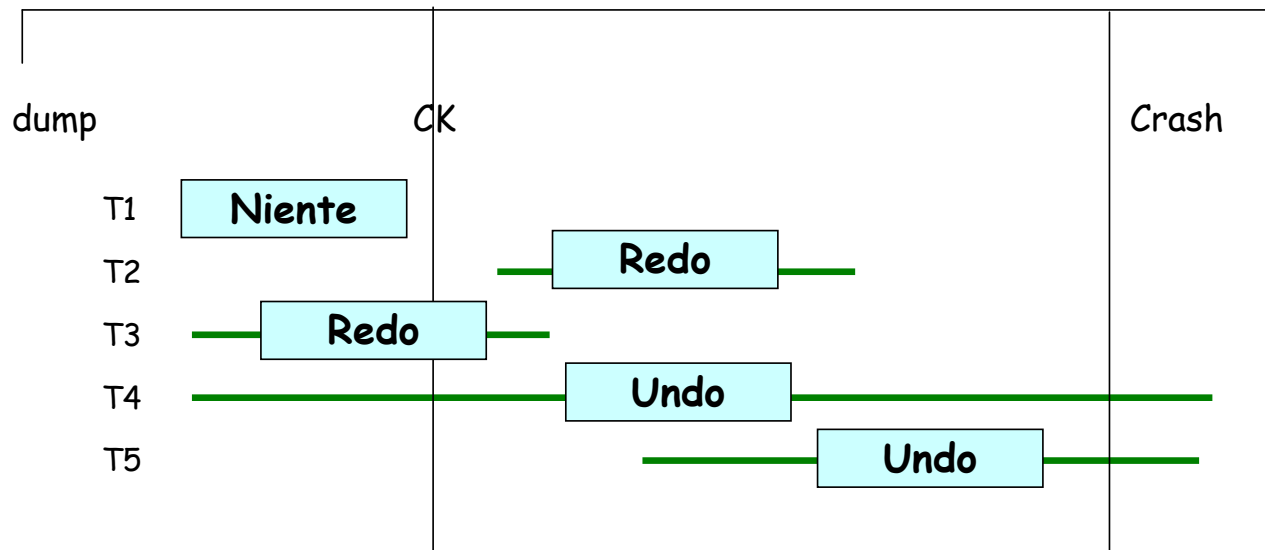 dump CK Crash
T1 Niente
T2 Redo
T3 Redo
T4 Undo
T5 Undo